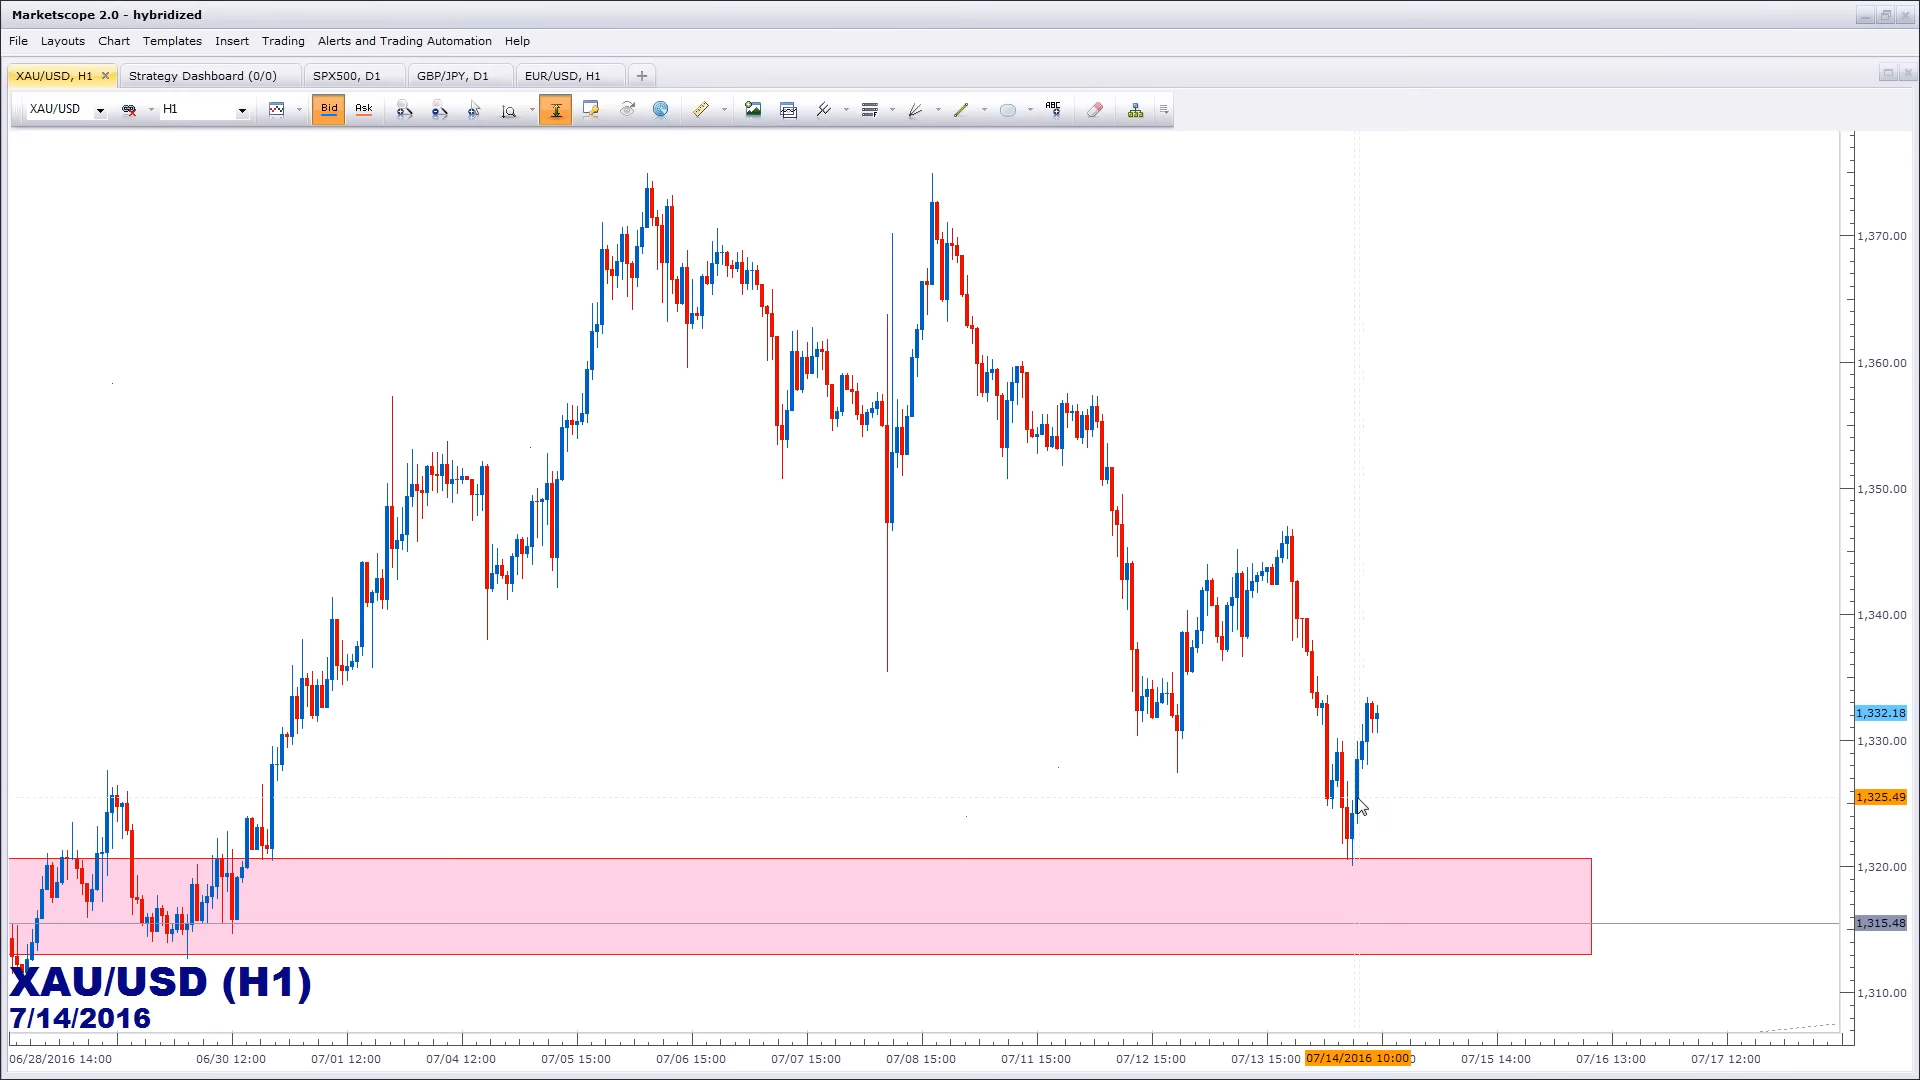 Marketscope 2.0 - hybridized
File Layouts Chart Templates Insert Trading Alerts and Trading Automation Help
XAU/USD, H1 Strategy Dashboard (0/0) SPX500, D1 GBP/JPY, D1 EUR/USD, H1
XAU/USD H1 Bid Ask ABC
1,370.00
1,360.00
1,350.00
1,340.00
1,332.18
1,330.00
1,325.49
1,320.00
1,315.48
1,310.00
XAU/USD (H1)
7/14/2016
06/28/2016 14:00 06/30 12:00 07/01 12:00 07/04 12:00 07/05 15:00 07/06 15:00 07/07 15:00 07/08 15:00 07/11 15:00 07/12 15:00 07/13 15:00 07/14/2016 10:00 07/15 14:00 07/16 13:00 07/17 12:00